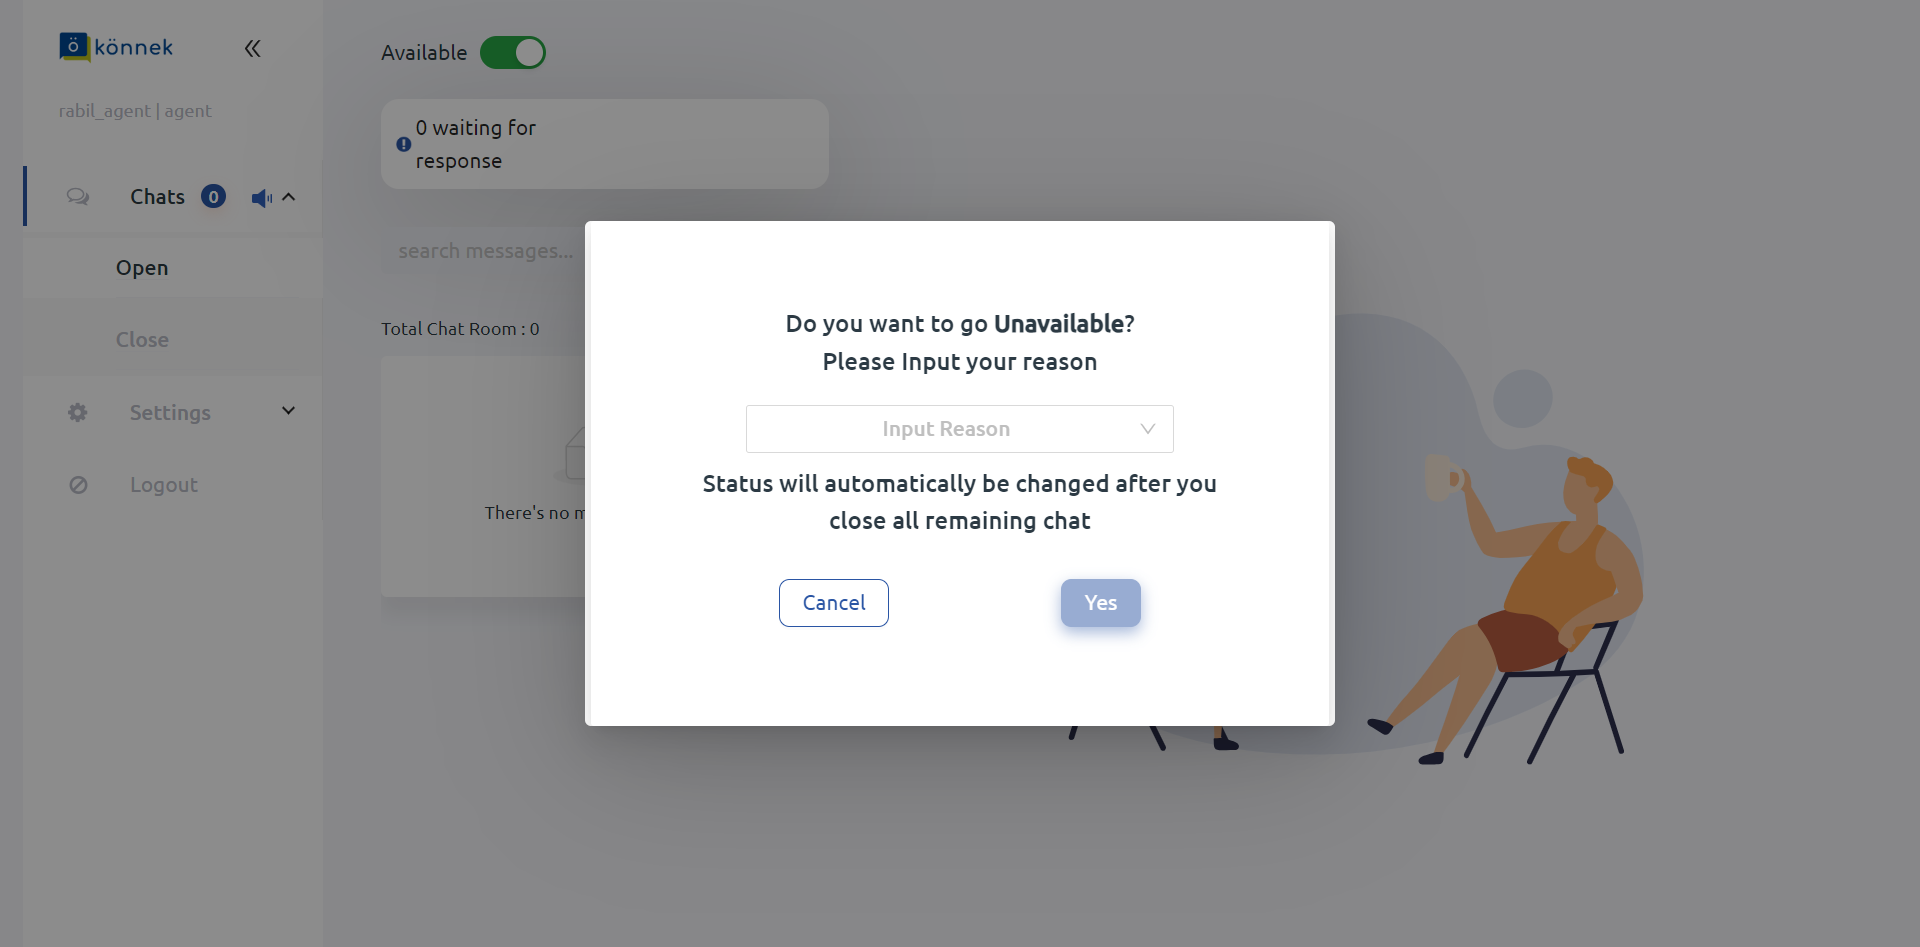 ö könnek
rabil_agent | agent
Chats 0
Open
Close
Settings
Logout
Available
0 waiting for
response
search messages...
Total Chat Room : 0
There's no
Do you want to go Unavailable?
Please Input your reason
Input Reason
Status will automatically be changed after you
close all remaining chat
Cancel
Yes